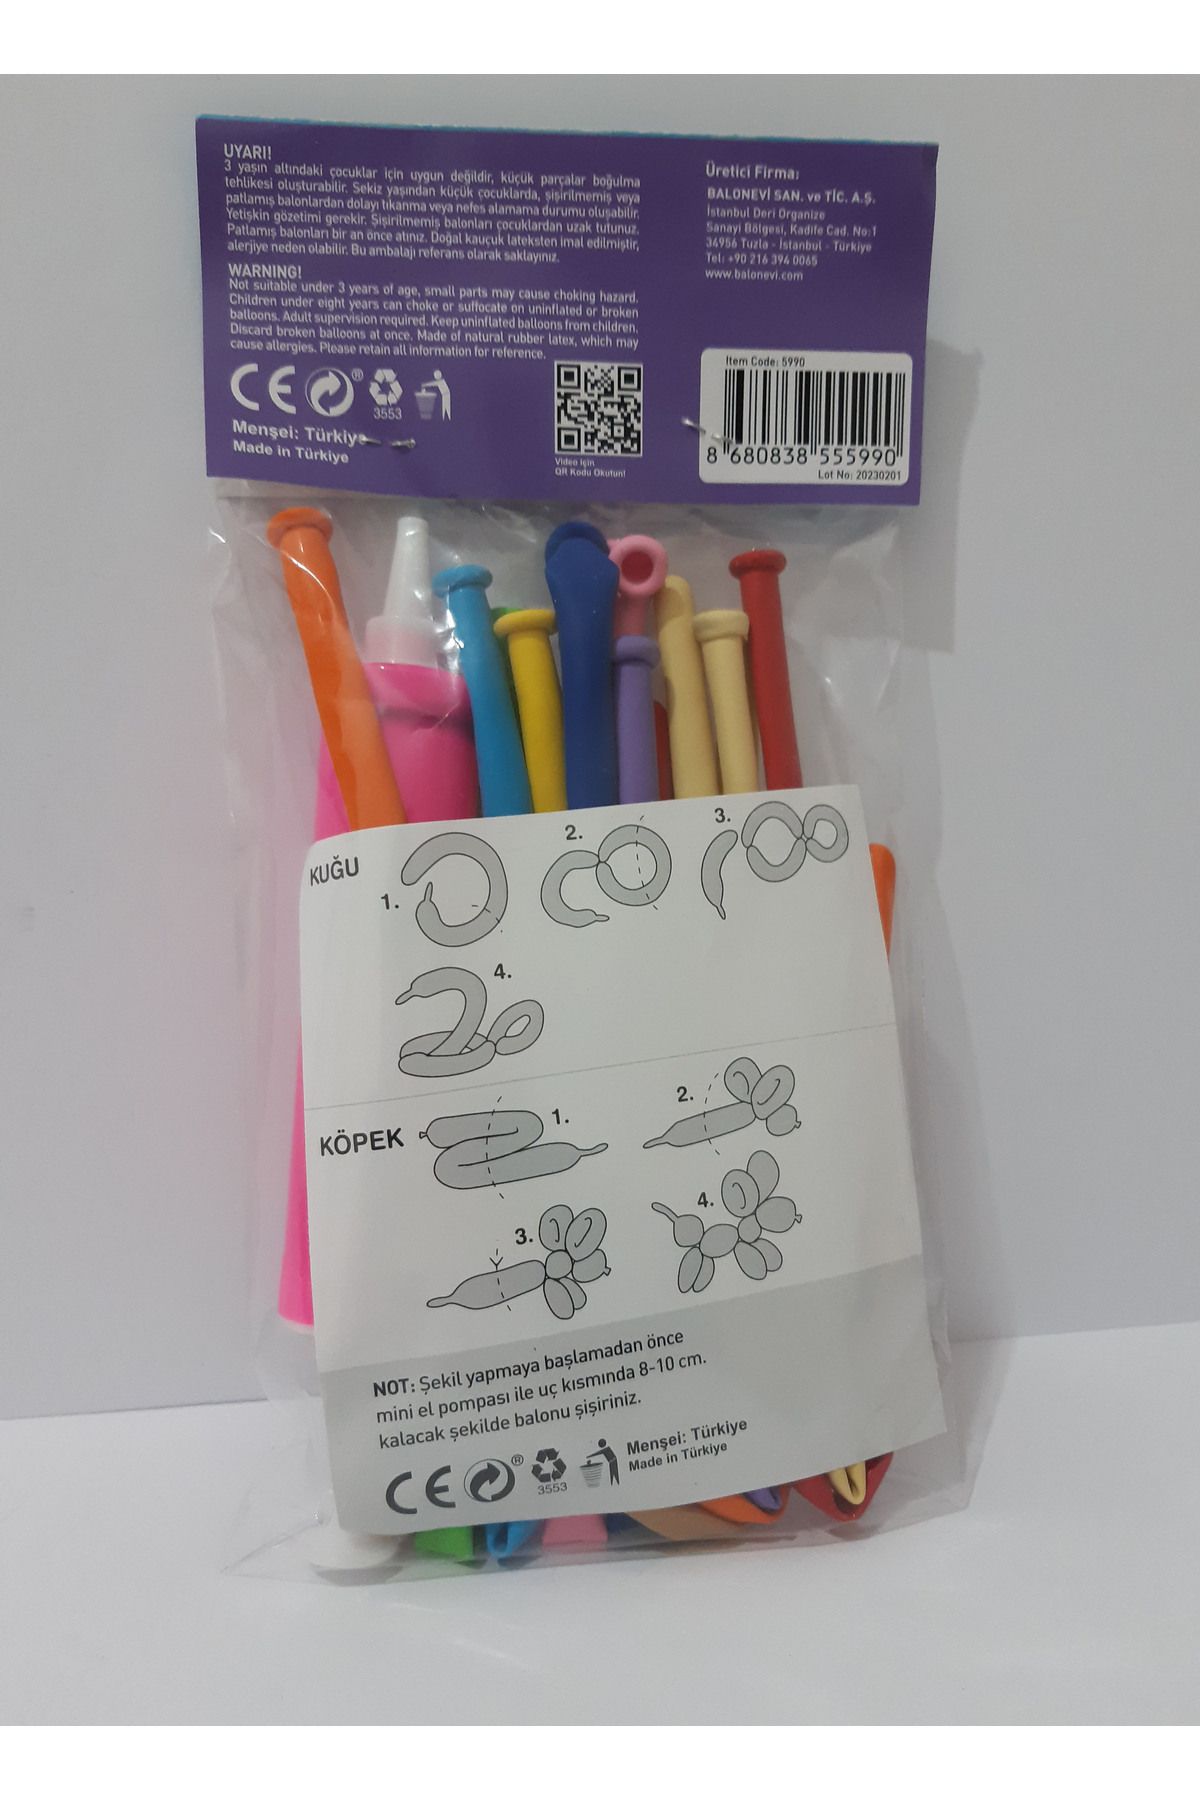 UYARI!
3 yaşın altındaki çocuklar için uygun değildir, küçük parçalar boğulma
tehlikesi oluşturabilir. Sekiz yaşından küçük çocuklarda, şişirilmemiş veya
patlamış balonlardan dolayı tıkanma veya nefes alamama durumu oluşabilir.
Yetişkin gözetimi gerekir. Şişirilmemiş balonları çocuklardan uzak tutunuz.
Patlamış balonları bir an önce atınız. Doğal kauçuk lateksten imal edilmiştir,
alerjiye neden olabilir. Bu ambalajı referans olarak saklayınız.
WARNING!
Not suitable under 3 years of age, small parts may cause choking hazard.
Children under eight years can choke or suffocate on uninflated or broken
balloons. Adult supervision required. Keep uninflated balloons from children.
Discard broken balloons at once. Made of natural rubber latex, which may
cause allergies. Please retain all information for reference.
CE ® 3553
Menşei: Türkiye
Made in Türkiye
Video için
QR Kodu Okutun!
Üretici Firma:
BALONEVİ SAN. ve TİC. A.Ş.
İstanbul Deri Organize
Sanayi Bölgesi, Kadife Cad. No:1
34956 Tuzla - İstanbul - Türkiye
Tel: +90 216 394 0065
www.balonevi.com
Item Code: 5990
8 680838 555990
Lot No: 20230201
KUĞU
1.
2.
3.
4.
KÖPEK
1.
2.
3.
4.
NOT: Şekil yapmaya başlamadan önce
mini el pompası ile uç kısmında 8-10 cm.
kalacak şekilde balonu şişiriniz.
CE ® 3553
Menşei: Türkiye
Made in Türkiye